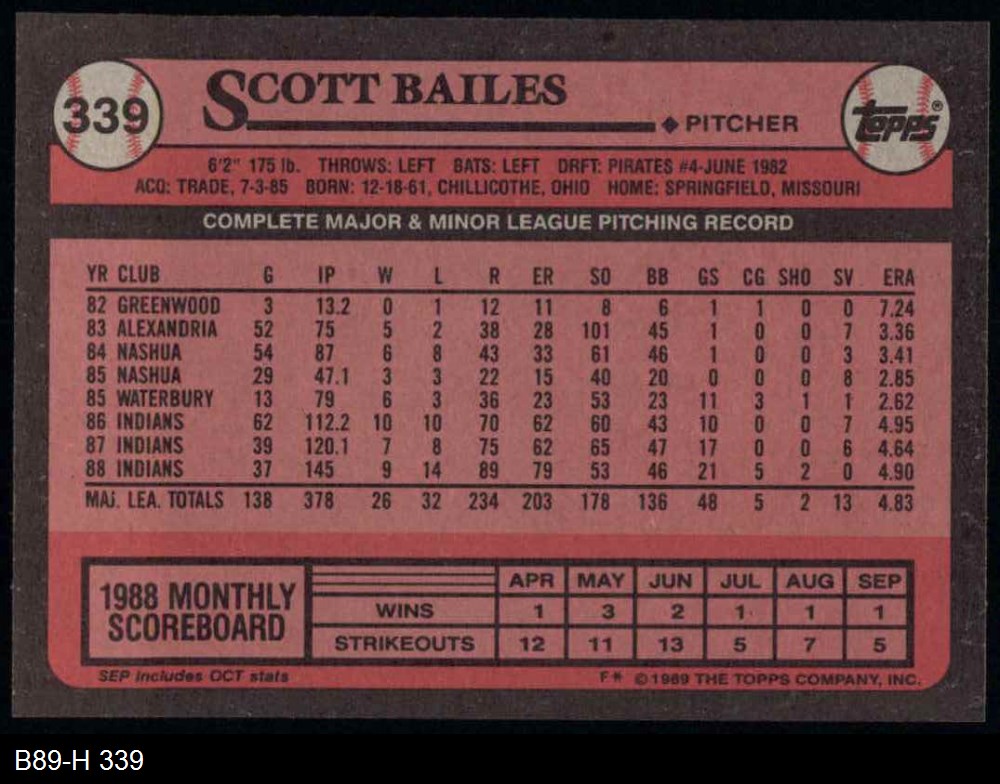 339
SCOTT BAILES
PITCHER
topps®
6'2" 175 lb. THROWS: LEFT BATS: LEFT DRFT: PIRATES #4-JUNE 1982
ACQ: TRADE, 7-3-85 BORN: 12-18-61, CHILLICOTHE, OHIO HOME: SPRINGFIELD, MISSOURI
COMPLETE MAJOR & MINOR LEAGUE PITCHING RECORD
YR CLUB G IP W L R ER SO BB GS CG SHO SV ERA
82 GREENWOOD 3 13.2 0 1 12 11 8 6 1 1 0 0 7.24
83 ALEXANDRIA 52 75 5 2 38 28 101 45 1 0 0 7 3.36
84 NASHUA 54 87 6 8 43 33 61 46 1 0 0 3 3.41
85 NASHUA 29 47.1 3 3 22 15 40 20 0 0 0 8 2.85
85 WATERBURY 13 79 6 3 36 23 53 23 11 3 1 1 2.62
86 INDIANS 62 112.2 10 10 70 62 60 43 10 0 0 7 4.95
87 INDIANS 39 120.1 7 8 75 62 65 47 17 0 0 6 4.64
88 INDIANS 37 145 9 14 89 79 53 46 21 5 2 0 4.90
MAJ. LEA. TOTALS 138 378 26 32 234 203 178 136 48 5 2 13 4.83
1988 MONTHLY SCOREBOARD
APR MAY JUN JUL AUG SEP
WINS 1 3 2 1 1 1
STRIKEOUTS 12 11 13 5 7 5
SEP includes OCT stats
F* ©1989 THE TOPPS COMPANY, INC.
B89-H 339